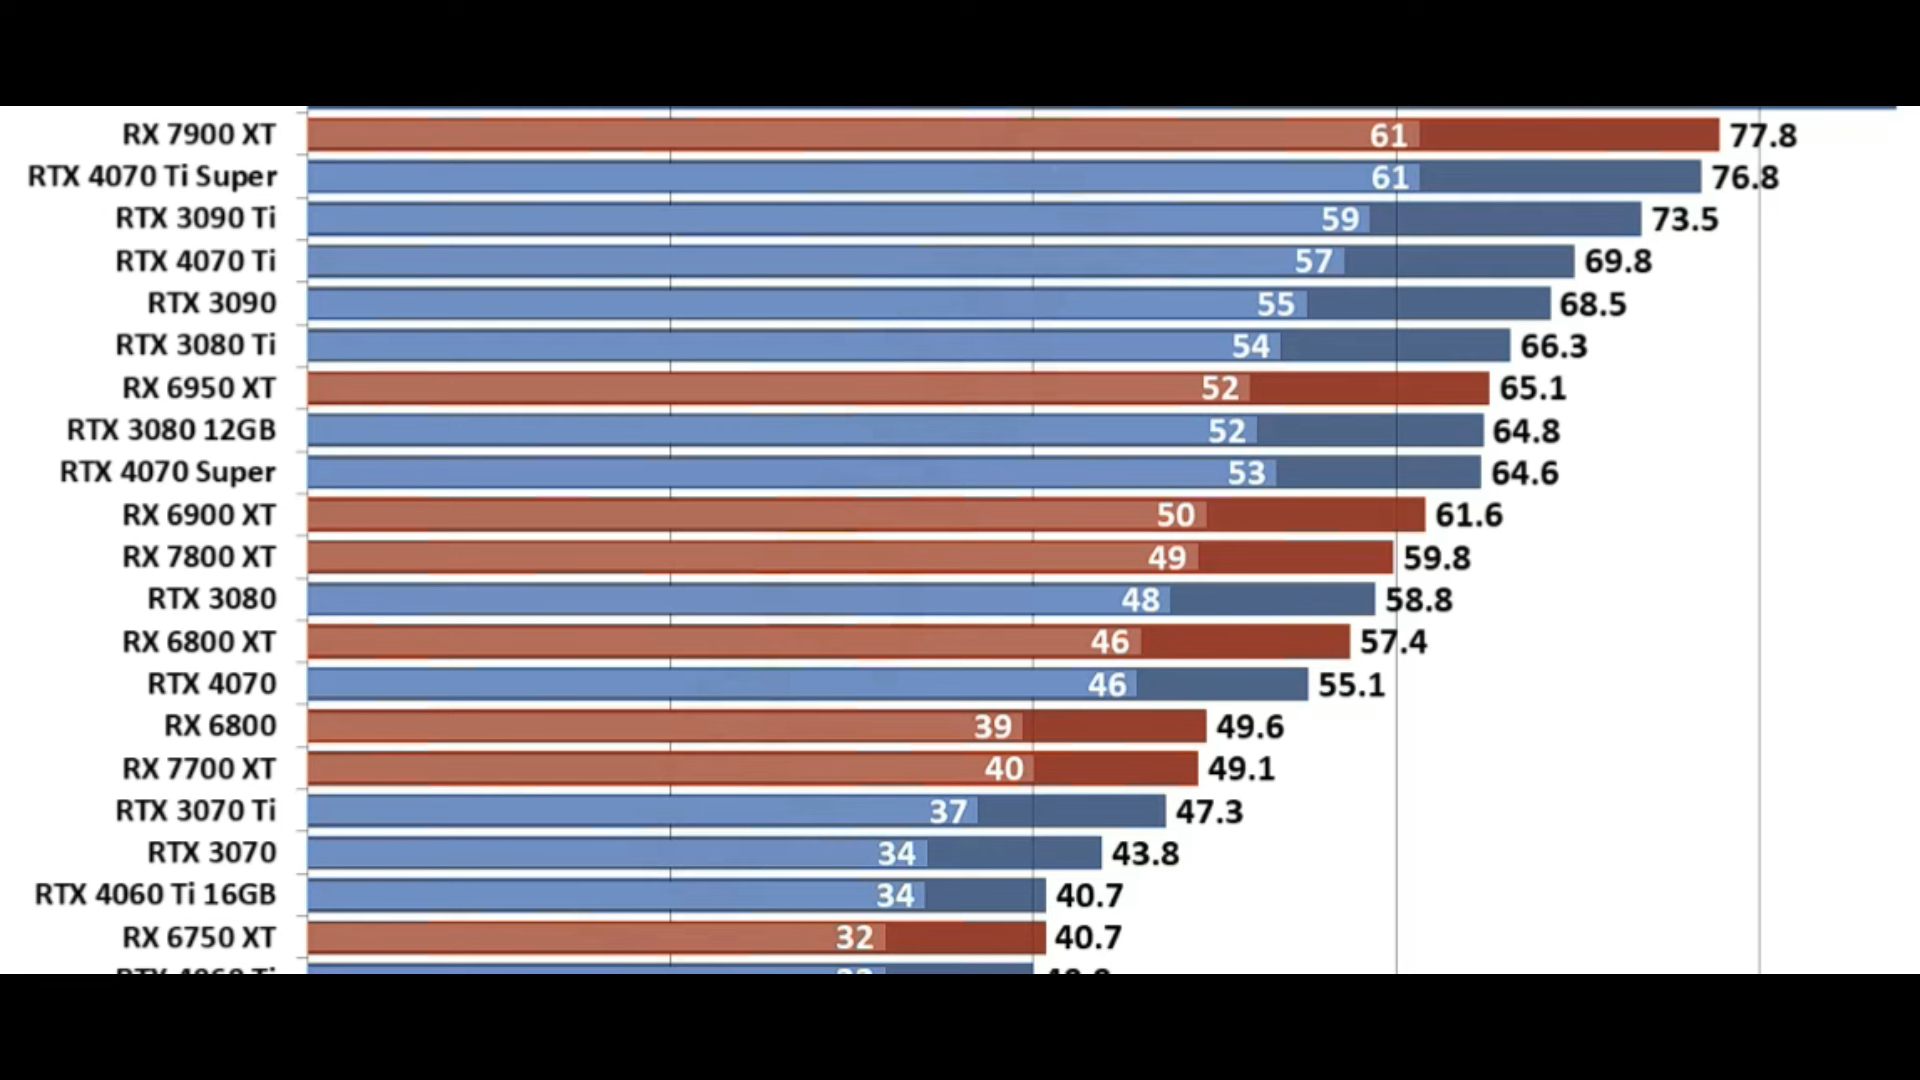 RX 7900 XT 61 77.8
RTX 4070 Ti Super 61 76.8
RTX 3090 Ti 59 73.5
RTX 4070 Ti 57 69.8
RTX 3090 55 68.5
RTX 3080 Ti 54 66.3
RX 6950 XT 52 65.1
RTX 3080 12GB 52 64.8
RTX 4070 Super 53 64.6
RX 6900 XT 50 61.6
RX 7800 XT 49 59.8
RTX 3080 48 58.8
RX 6800 XT 46 57.4
RTX 4070 46 55.1
RX 6800 39 49.6
RX 7700 XT 40 49.1
RTX 3070 Ti 37 47.3
RTX 3070 34 43.8
RTX 4060 Ti 16GB 34 40.7
RX 6750 XT 32 40.7